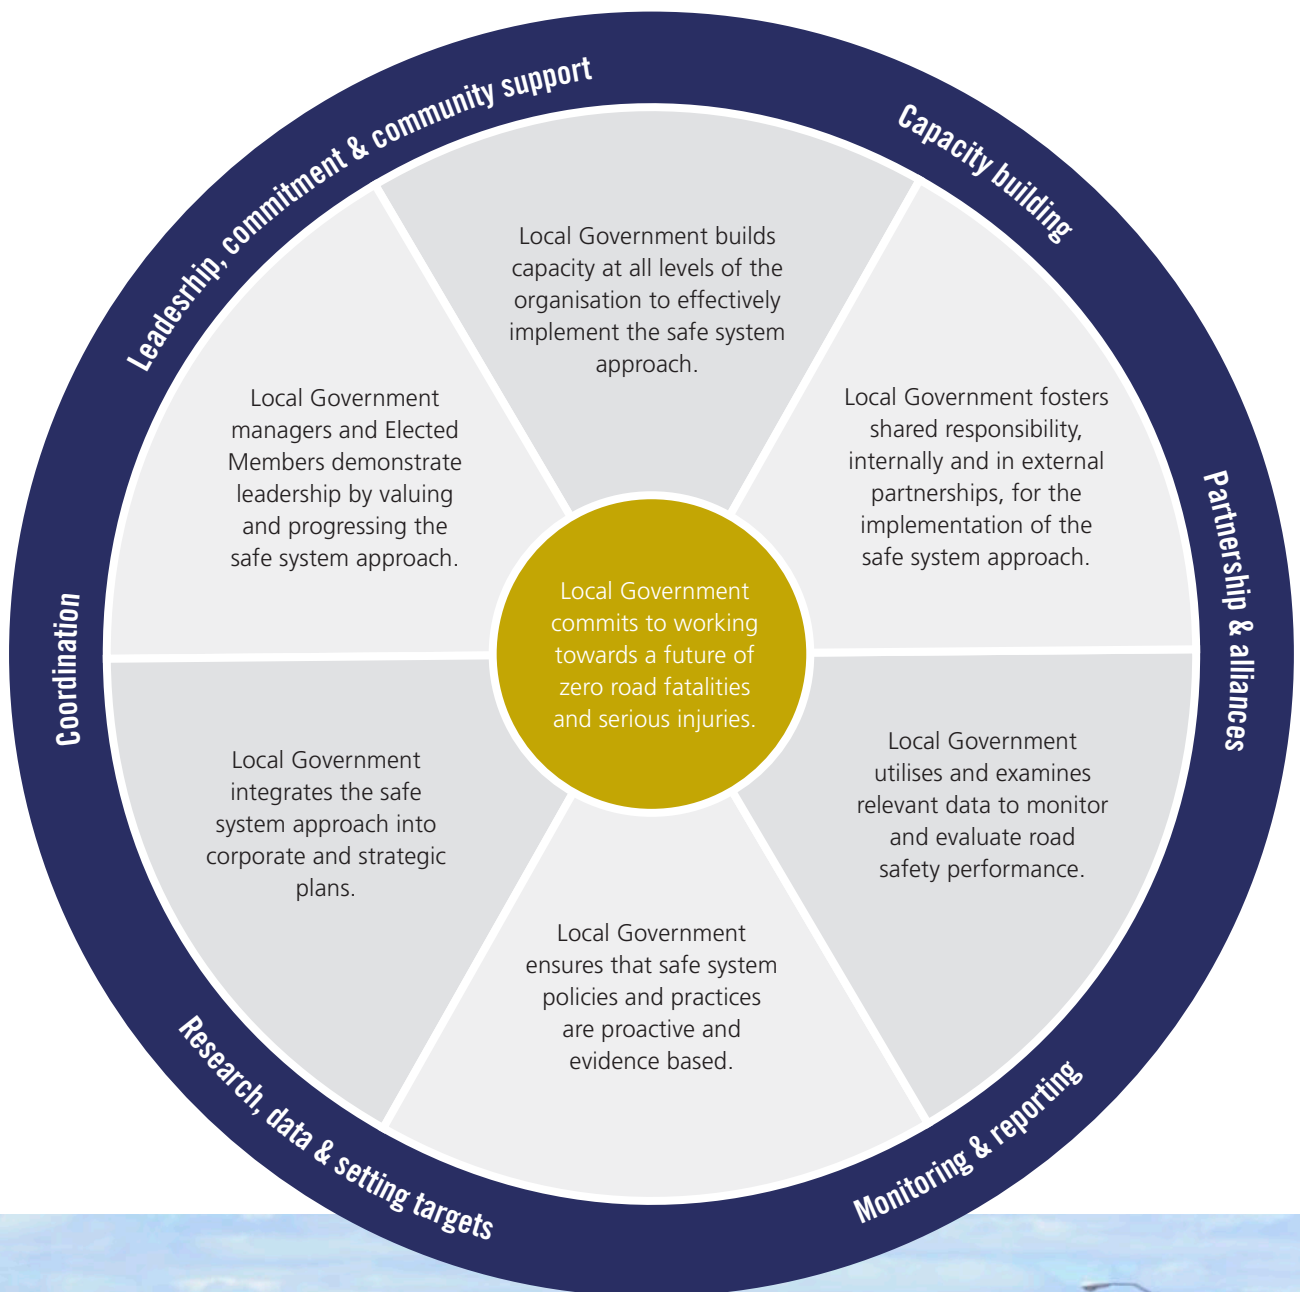 Leadesrhip, commitment & community support
Capacity building
Partnership & alliances
Monitoring & reporting
Research, data & setting targets
Coordination
Local Government builds
capacity at all levels of the
organisation to effectively
implement the safe system
approach.
Local Government fosters
shared responsibility,
internally and in external
partnerships, for the
implementation of the
safe system approach.
Local Government
utilises and examines
relevant data to monitor
and evaluate road
safety performance.
Local Government
ensures that safe system
policies and practices
are proactive and
evidence based.
Local Government
integrates the safe
system approach into
corporate and strategic
plans.
Local Government
managers and Elected
Members demonstrate
leadership by valuing
and progressing the
safe system approach.
Local Government
commits to working
towards a future of
zero road fatalities
and serious injuries.